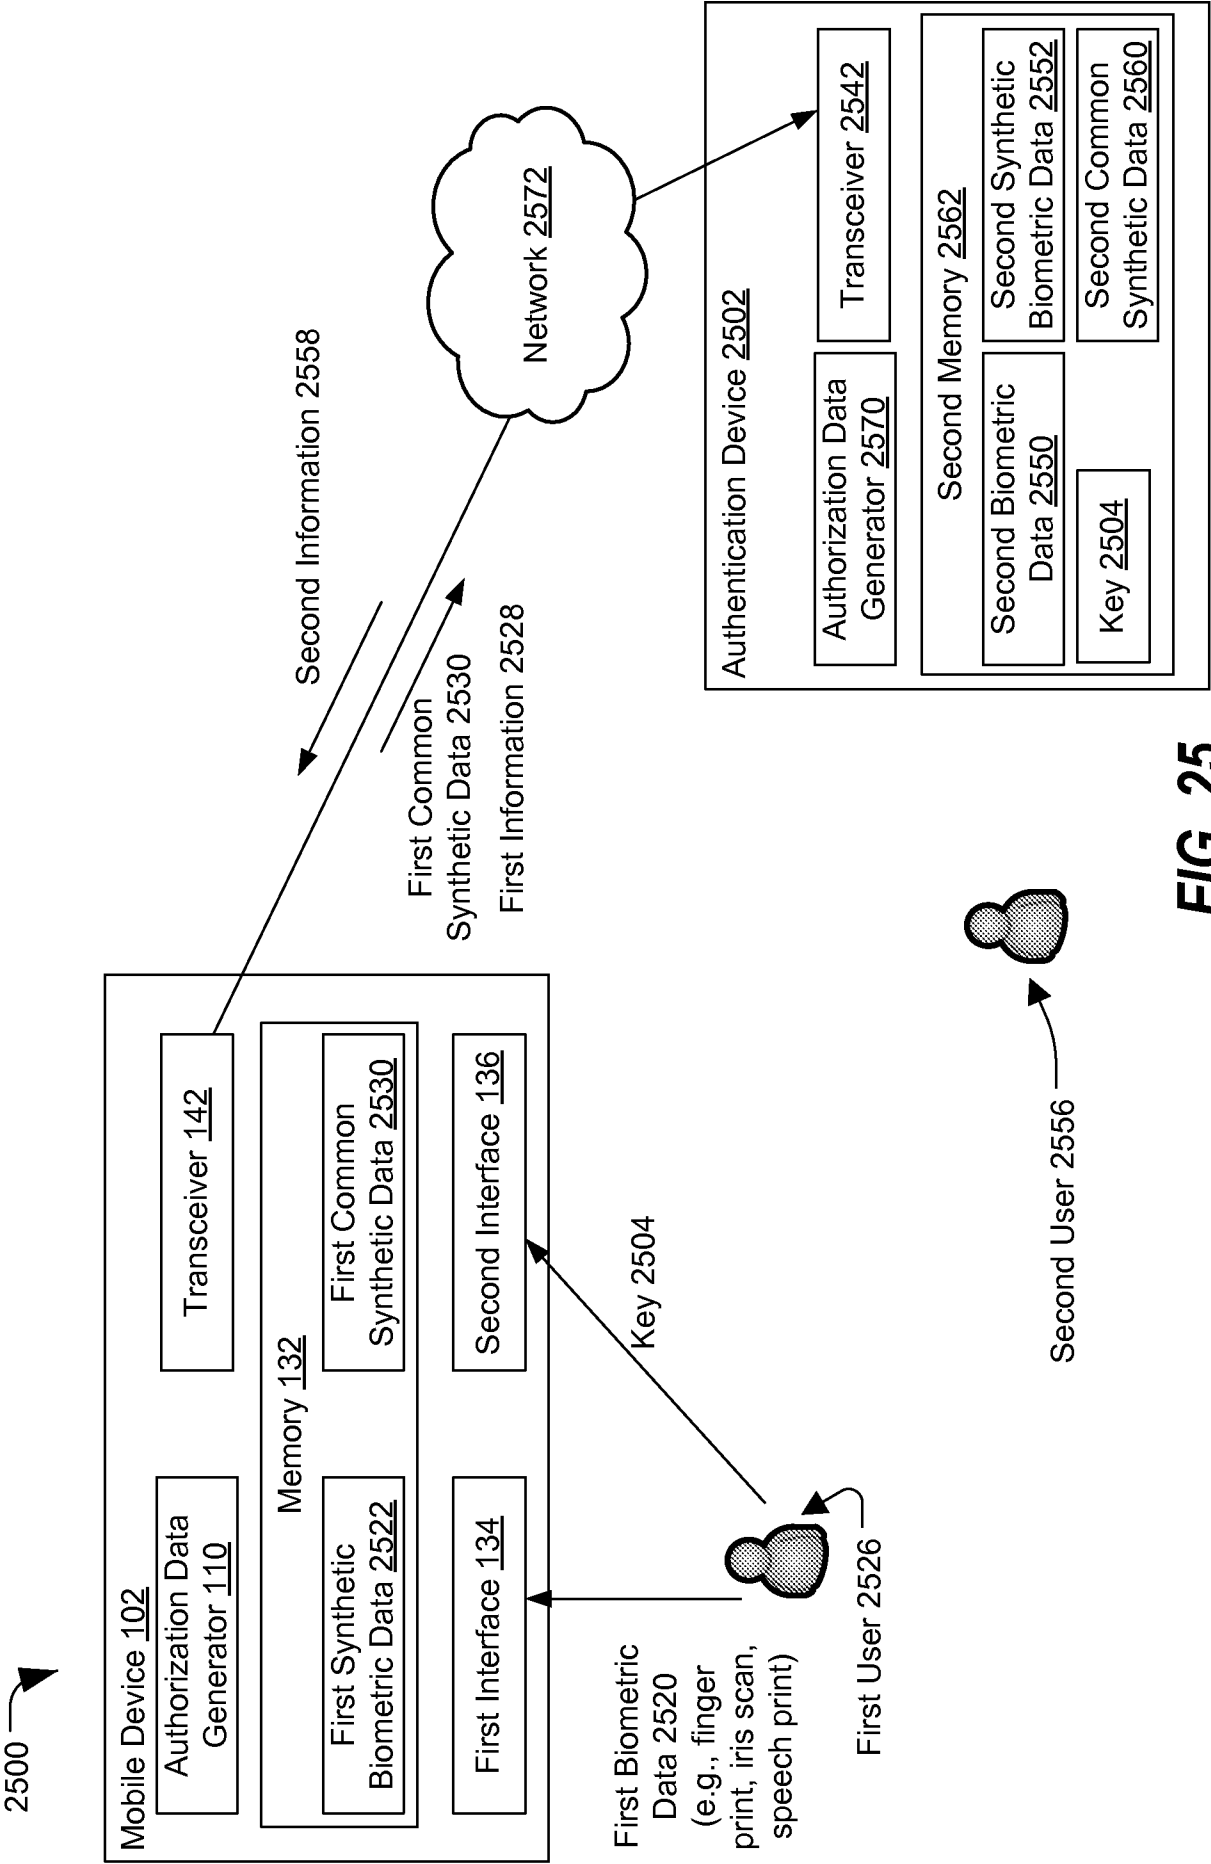 2500
Mobile Device 102
Authorization Data
Generator 110
Transceiver 142
Memory 132
First Synthetic
Biometric Data 2522
First Common
Synthetic Data 2530
First Interface 134
Second Interface 136
First Biometric
Data 2520
(e.g., finger
print, iris scan,
speech print)
Key 2504
First User 2526
Second User 2556
Second Information 2558
First Common
Synthetic Data 2530
First Information 2528
Network 2572
Authentication Device 2502
Authorization Data
Generator 2570
Transceiver 2542
Second Memory 2562
Second Biometric
Data 2550
Second Synthetic
Biometric Data 2552
Key 2504
Second Common
Synthetic Data 2560
FIG. 25